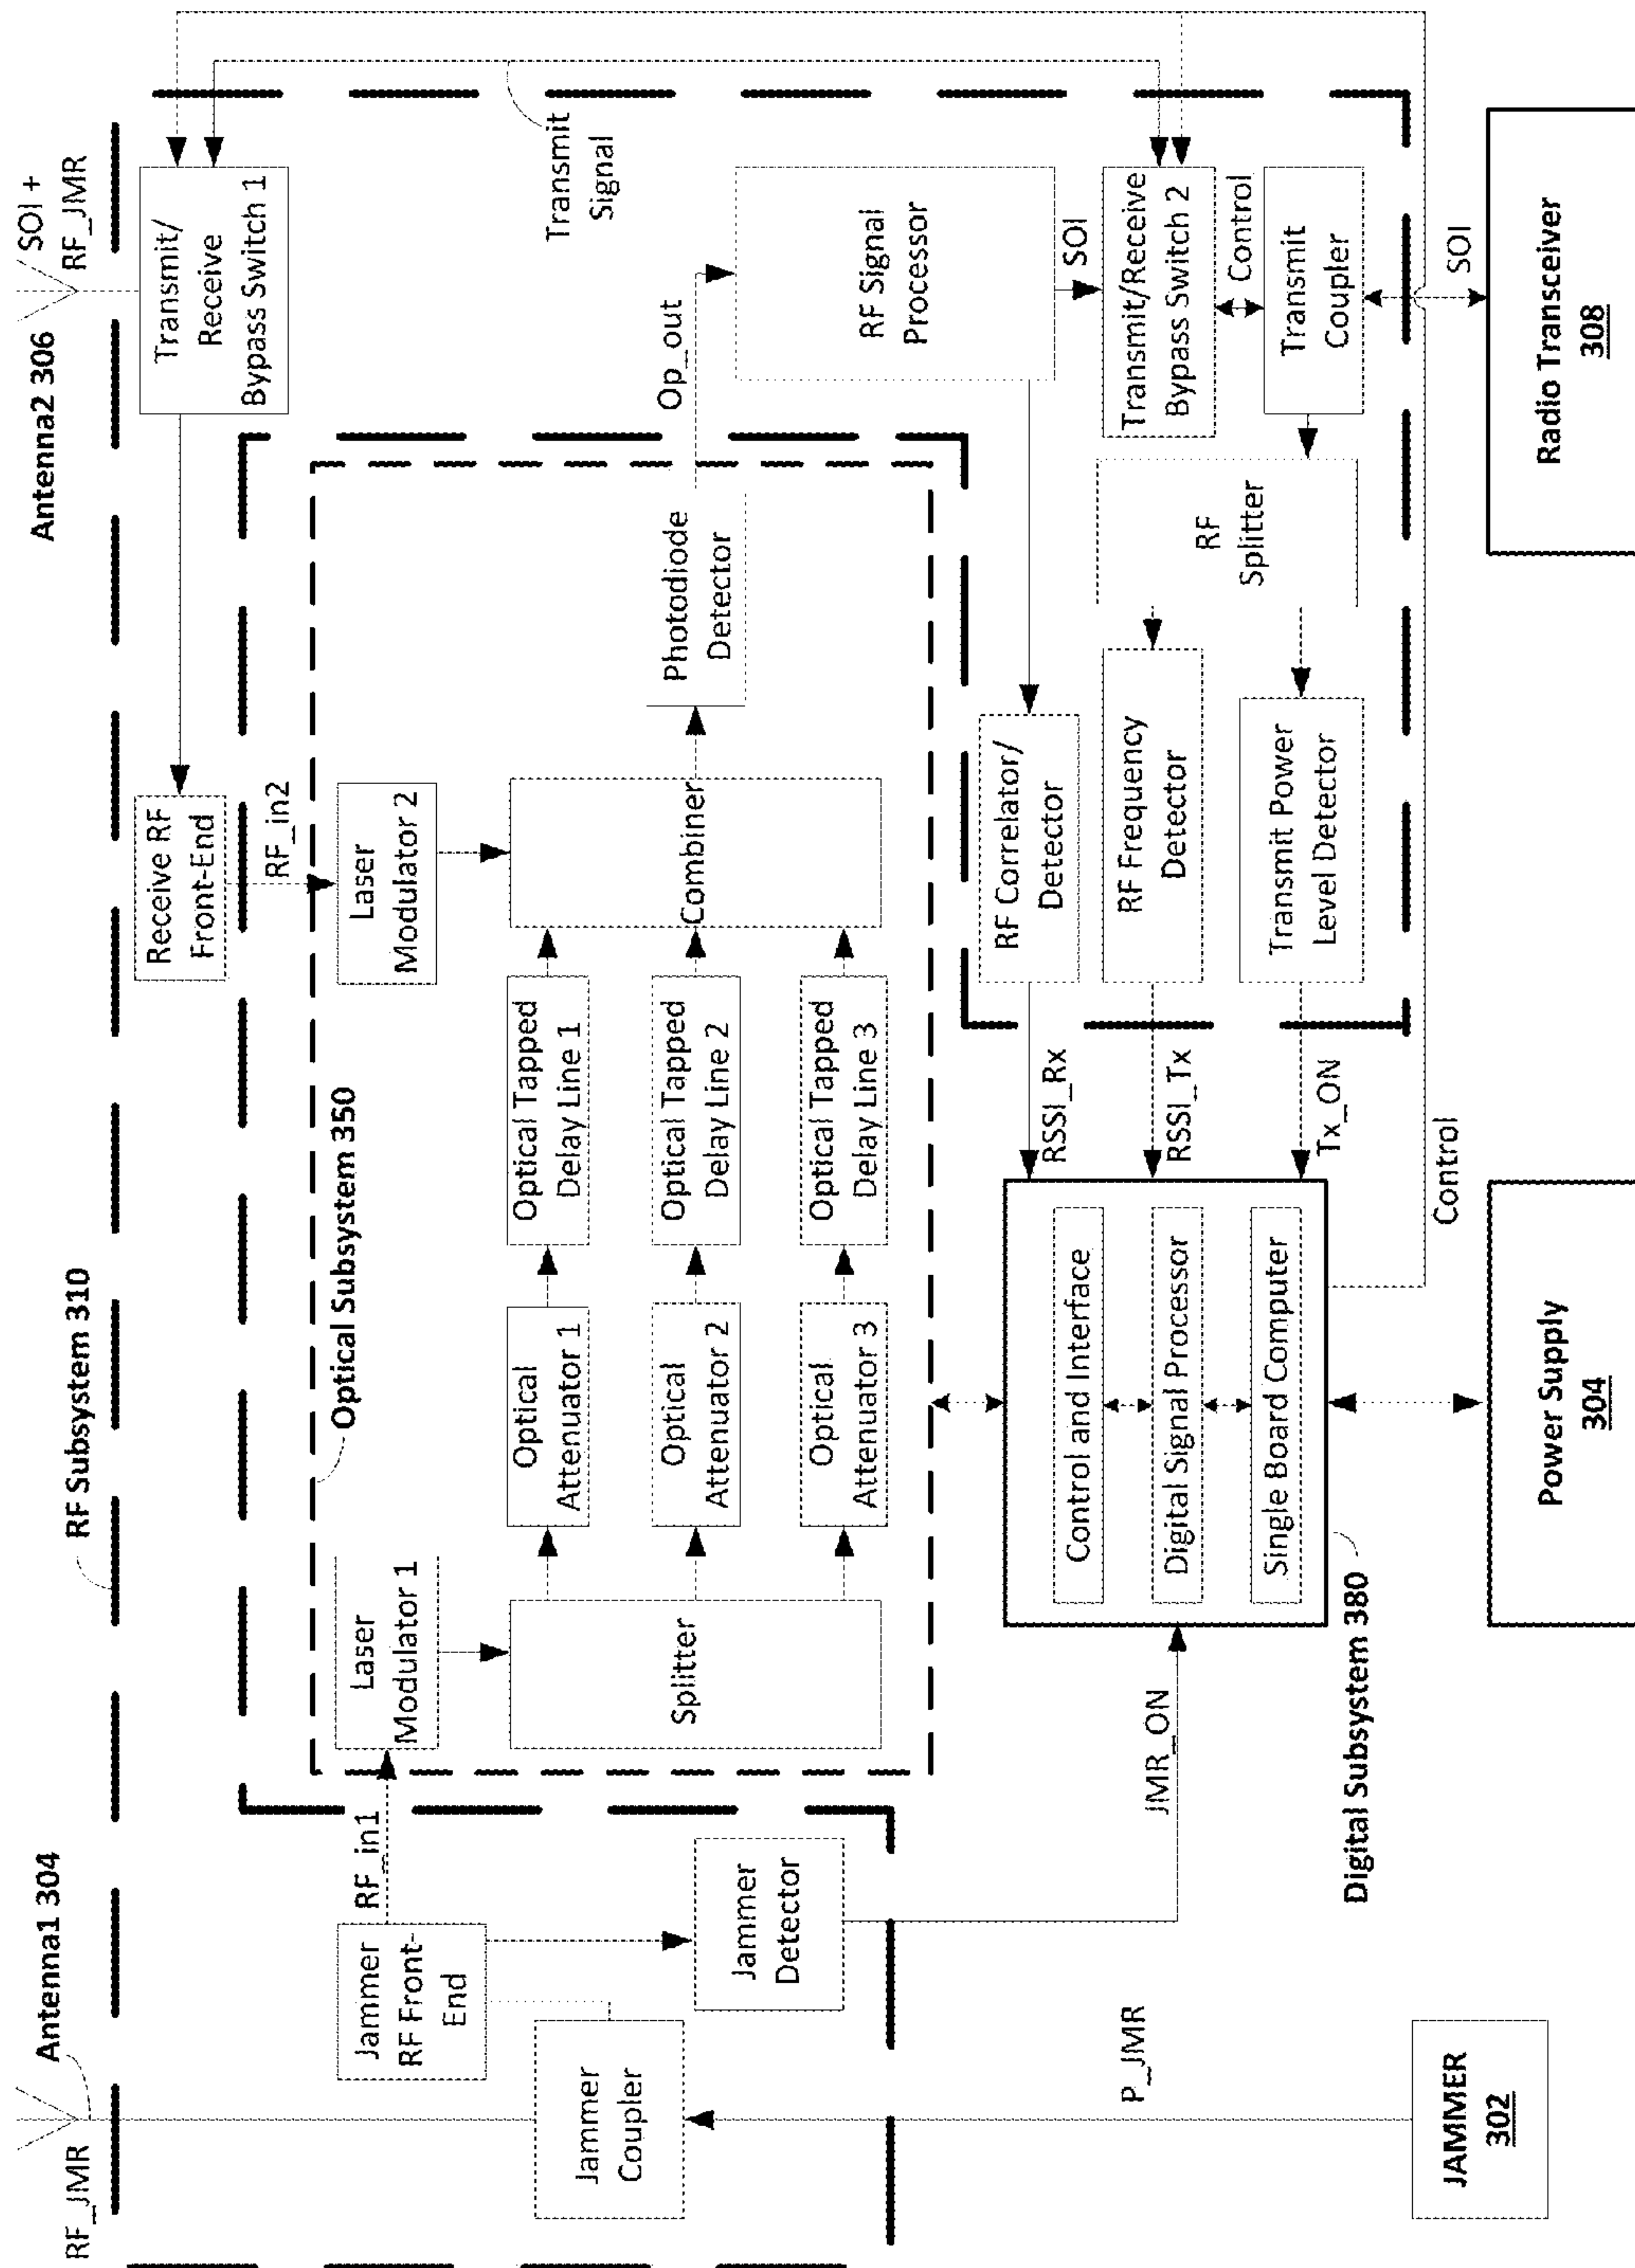 RF_JMR
Antenna1 304
RF Subsystem 310
Antenna2 306
SOI +
RF_JMR
Jammer
Coupler
Jammer
RF Front-
End
RF_in1
Jammer
Detector
JMR_ON
P_JMR
JAMMER
302
Optical Subsystem 350
Laser
Modulator 1
Splitter
Optical
Attenuator 1
Optical
Attenuator 2
Optical
Attenuator 3
Optical Tapped
Delay Line 1
Optical Tapped
Delay Line 2
Optical Tapped
Delay Line 3
Receive RF
Front-End
RF_in2
Laser
Modulator 2
Combiner
Photodiode
Detector
Op_out
Transmit/
Receive
Bypass Switch 1
Transmit
Signal
RF Signal
Processor
SOI
Transmit/Receive
Bypass Switch 2
Control
Transmit
Coupler
SOI
RF
Splitter
RF Correlator/
Detector
RF Frequency
Detector
Transmit Power
Level Detector
RSSI_Rx
RSSI_Tx
Tx_ON
Control and Interface
Digital Signal Processor
Single Board Computer
Digital Subsystem 380
Control
Power Supply
304
Radio Transceiver
308